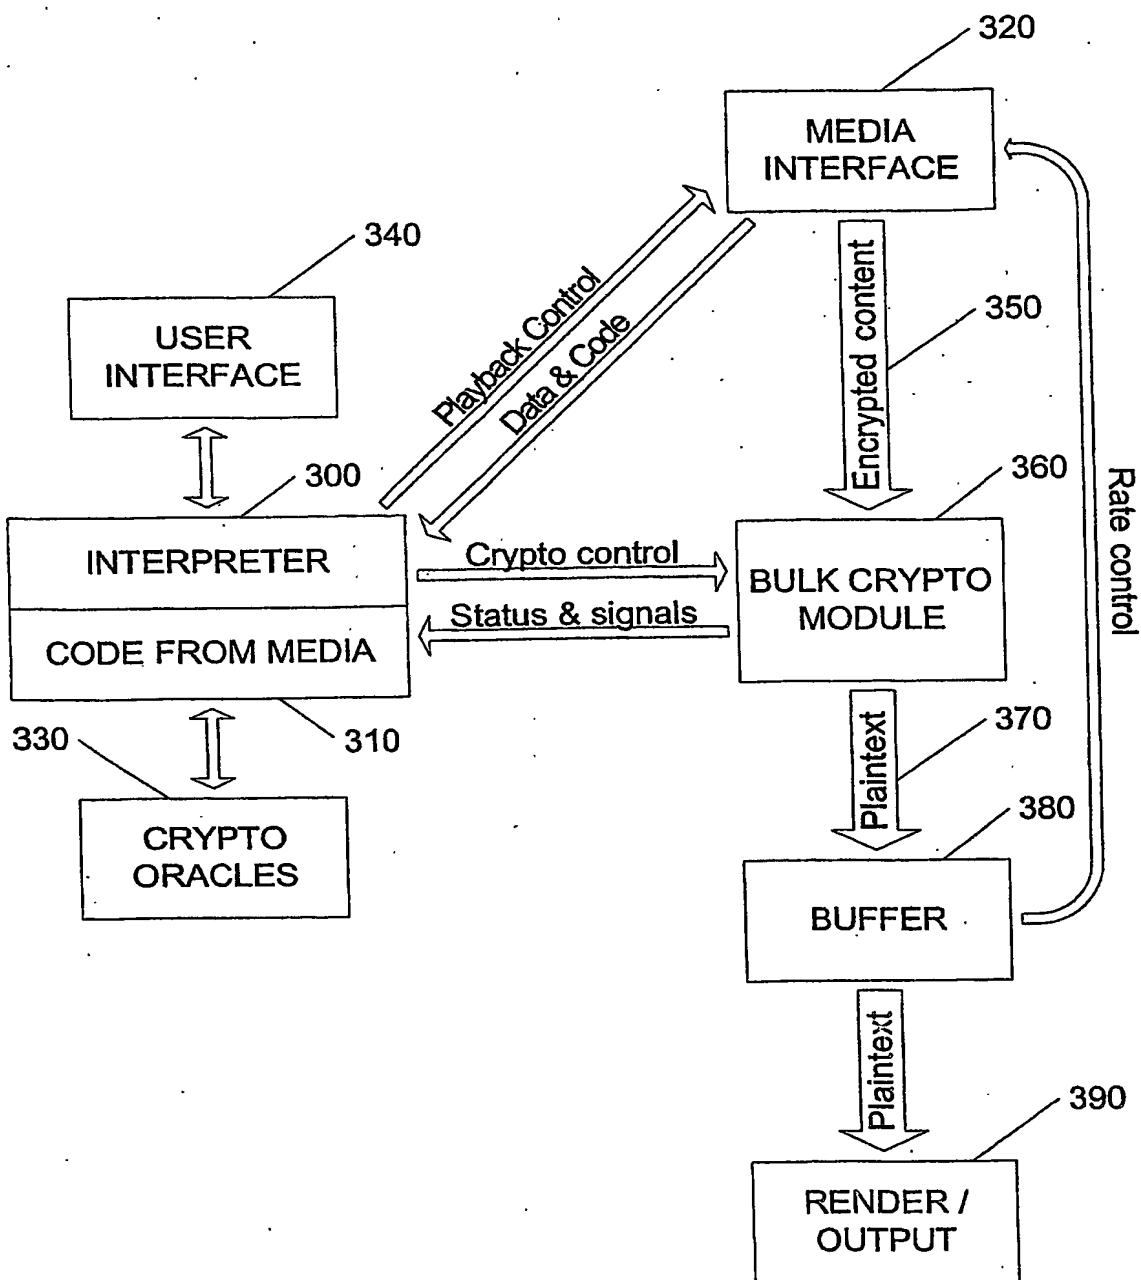 320
MEDIA
INTERFACE
340
USER
INTERFACE
Playback Control
Data & Code
Encrypted content
350
300
360
Rate control
INTERPRETER
Crypto control
BULK CRYPTO
MODULE
Status & signals
CODE FROM MEDIA
330
310
Plaintext
370
380
CRYPTO
ORACLES
BUFFER
Plaintext
390
RENDER /
OUTPUT